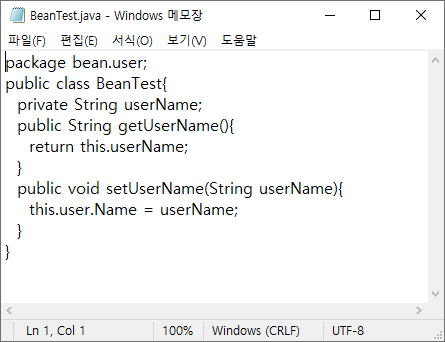 BeanTest.java - Windows 메모장
파일(F) 편집(E) 서식(O) 보기(V) 도움말
package bean.user;
public class BeanTest{
private String userName;
public String getUserName(){
return this.userName;
}
public void setUserName(String userName){
this.user.Name = userName;
}
}
Ln 1, Col 1 100% Windows (CRLF) UTF-8